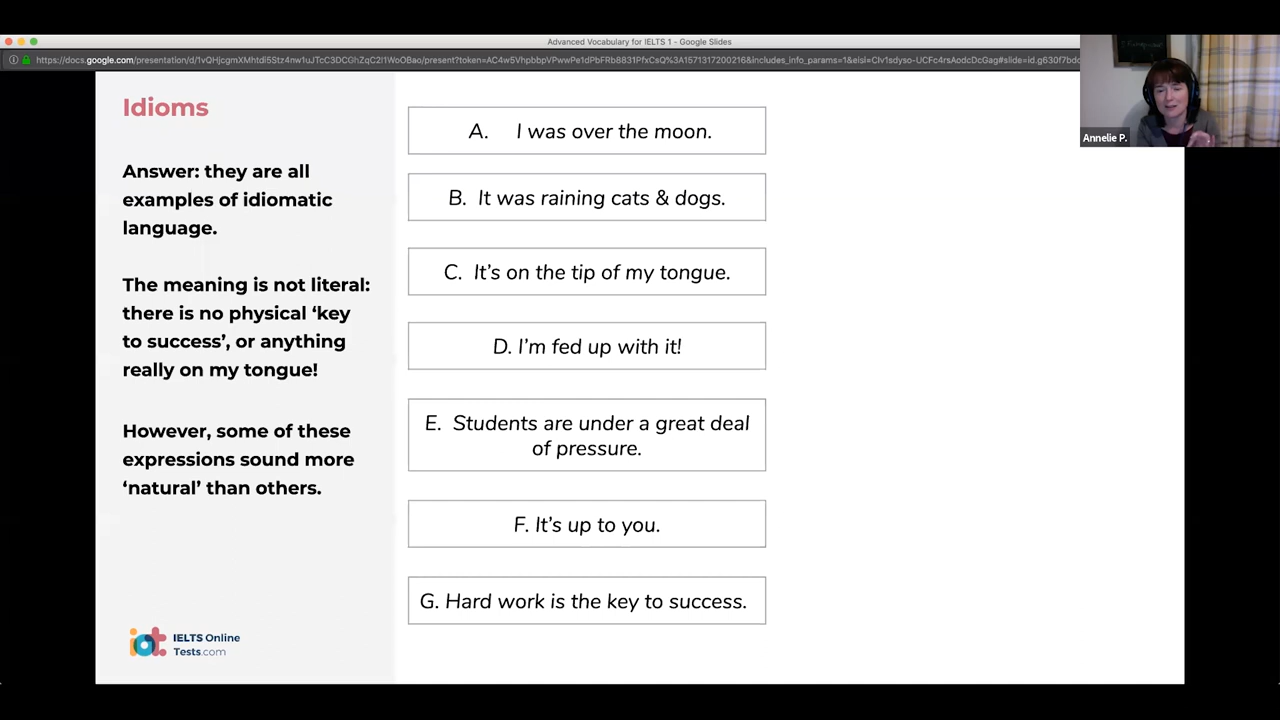 Advanced Vocabulary for IELTS 1 - Google Slides
Annelie P.
Idioms
Answer: they are all
examples of idiomatic
language.
The meaning is not literal:
there is no physical ‘key
to success’, or anything
really on my tongue!
However, some of these
expressions sound more
‘natural’ than others.
A. I was over the moon.
B. It was raining cats & dogs.
C. It’s on the tip of my tongue.
D. I’m fed up with it!
E. Students are under a great deal
of pressure.
F. It’s up to you.
G. Hard work is the key to success.
iot
IELTS Online
Tests.com